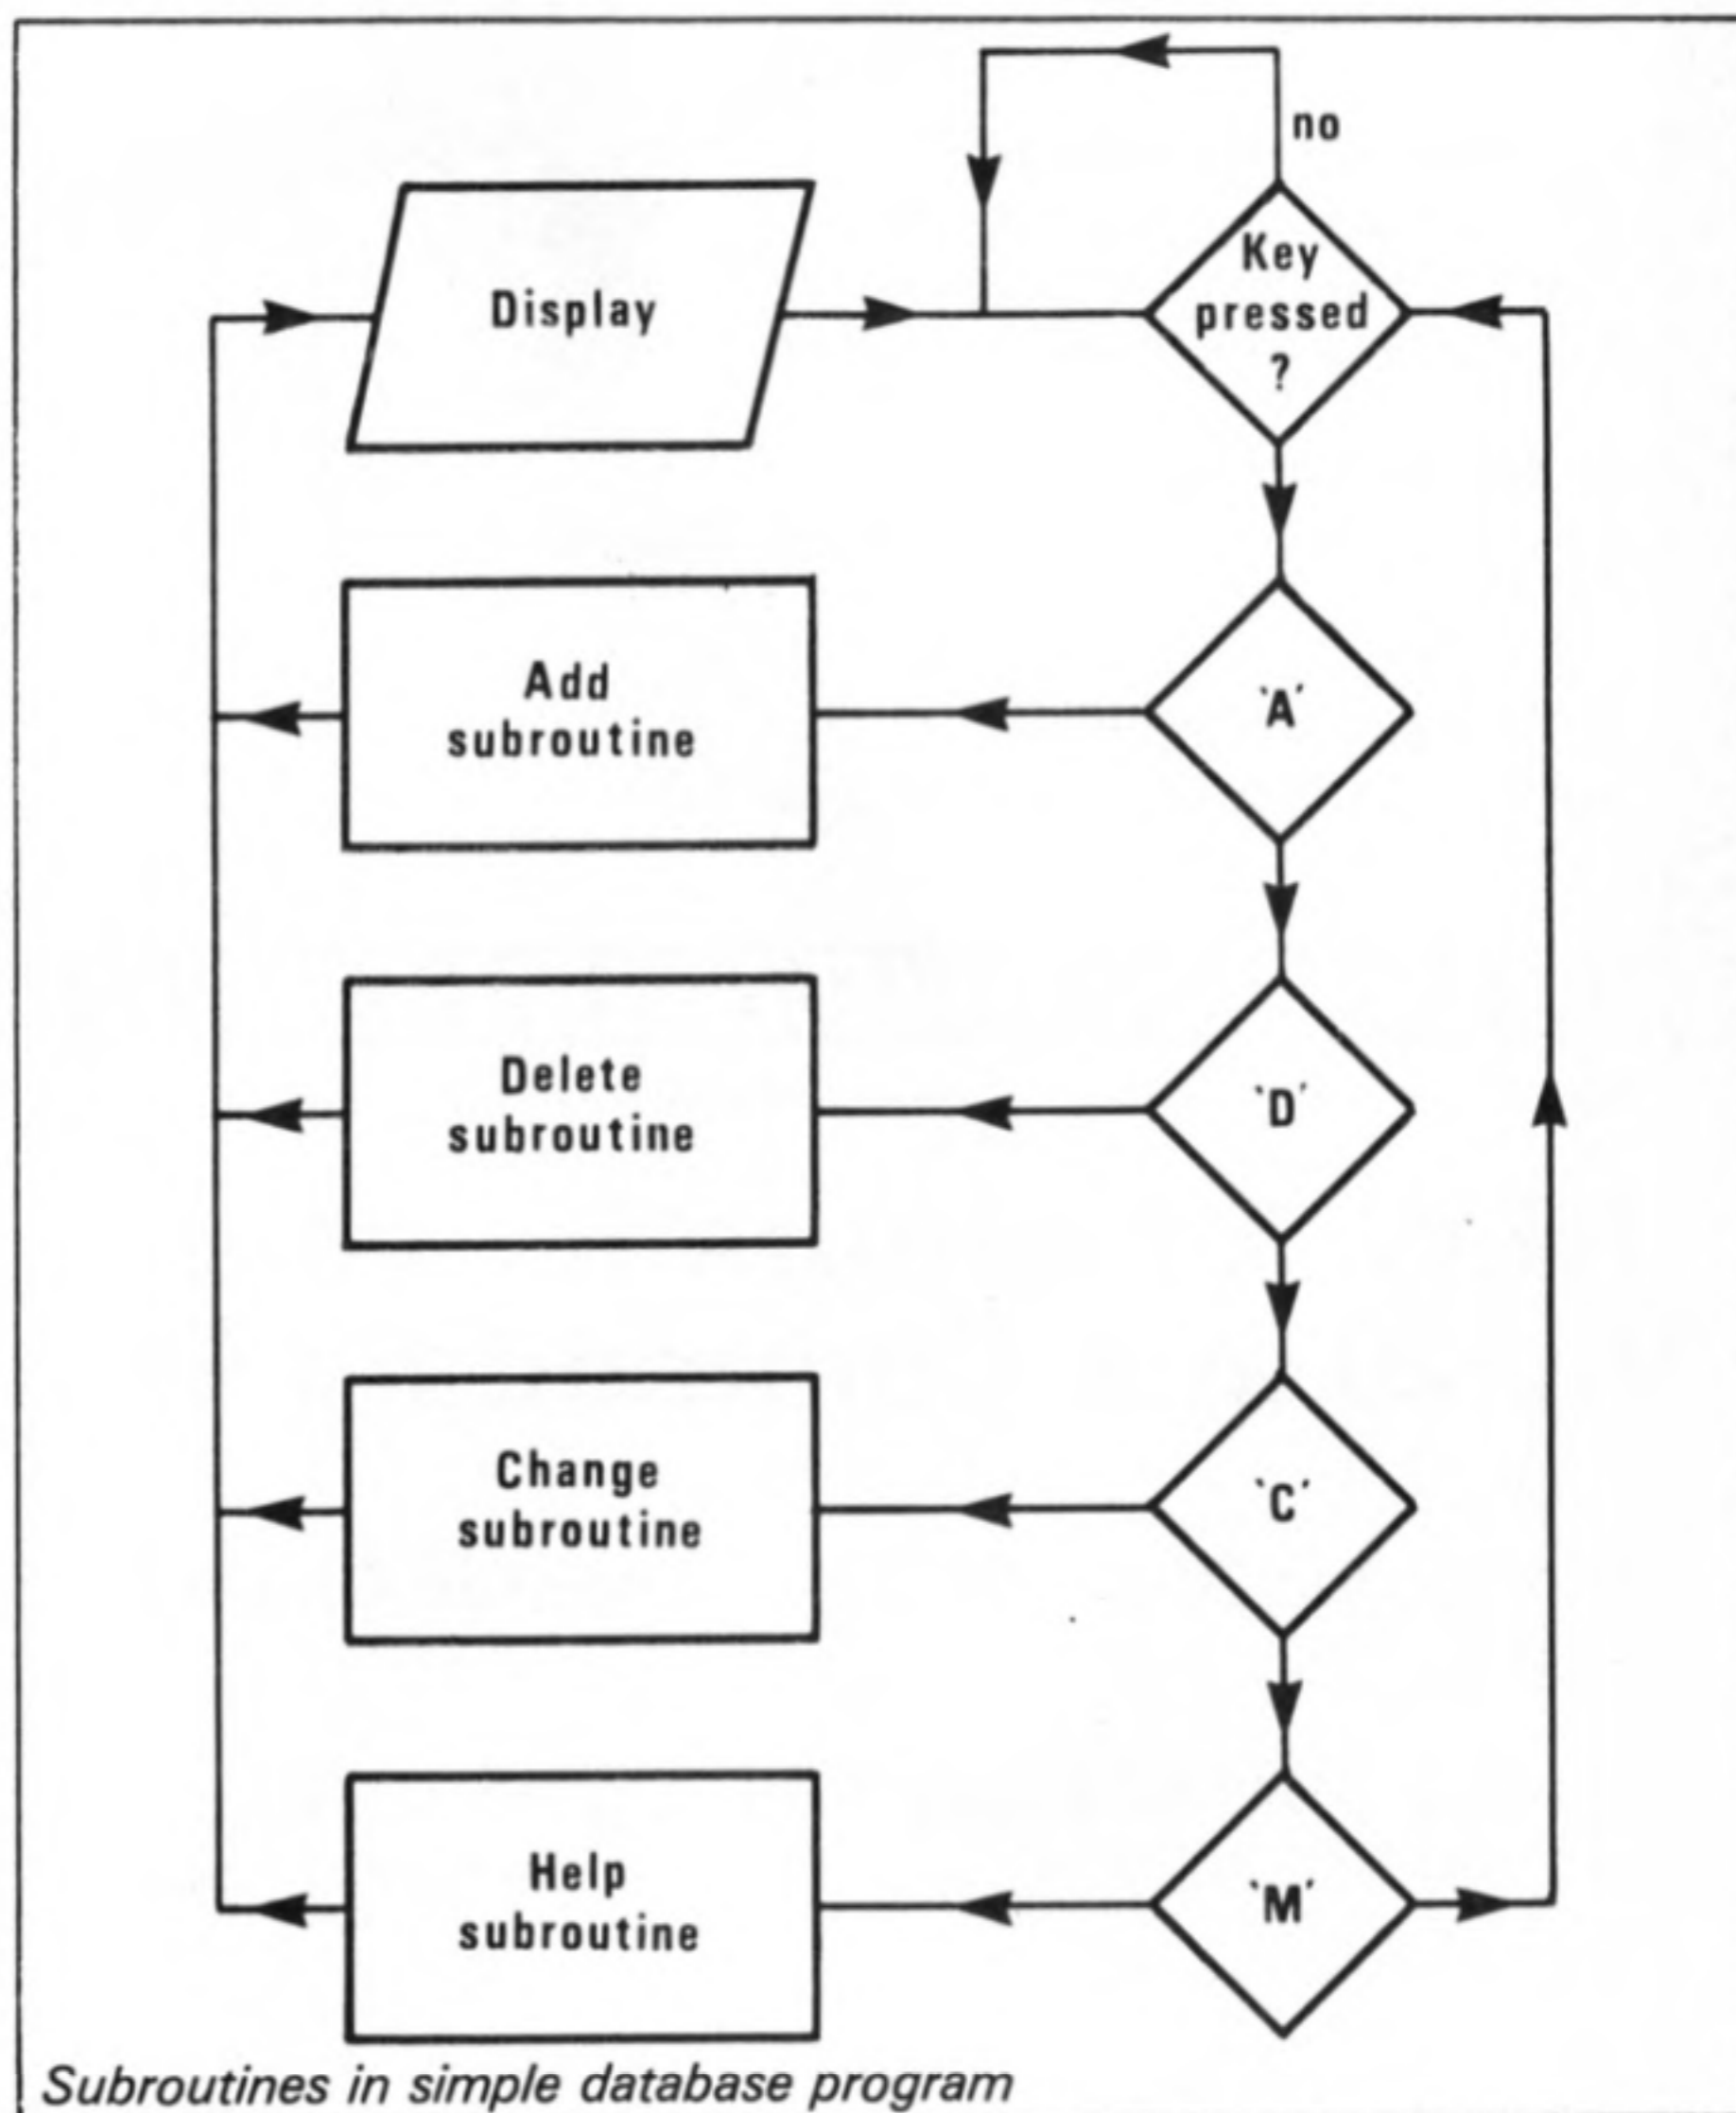 no
Display
Key
pressed
?
Add
subroutine
‘A’
Delete
subroutine
‘D’
Change
subroutine
‘C’
Help
subroutine
‘M’
Subroutines in simple database program